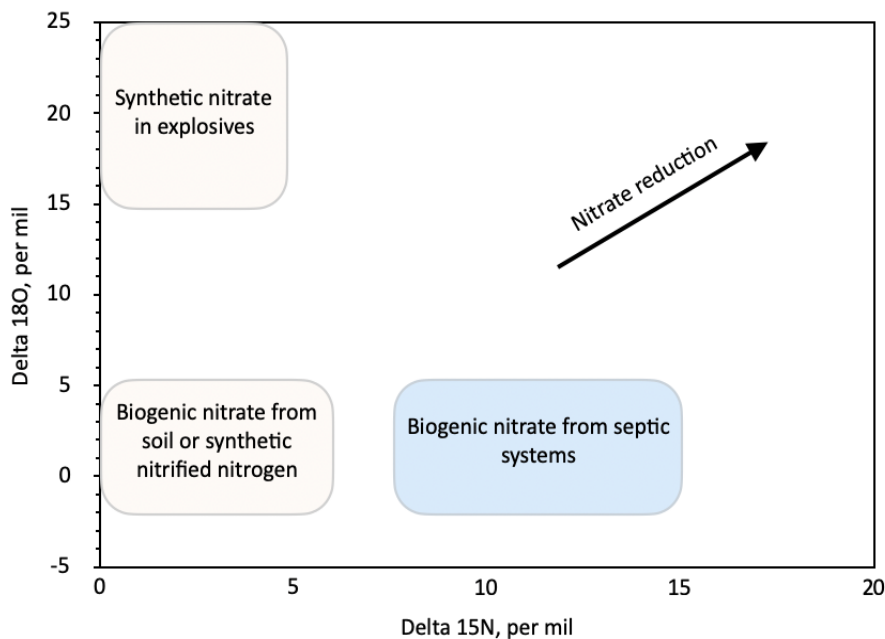 25
20
15
10
5
0
-5
Delta 18O, per mil
Synthetic nitrate
in explosives
Nitrate reduction
Biogenic nitrate from
soil or synthetic
nitrified nitrogen
Biogenic nitrate from septic
systems
0
5
10
15
20
Delta 15N, per mil